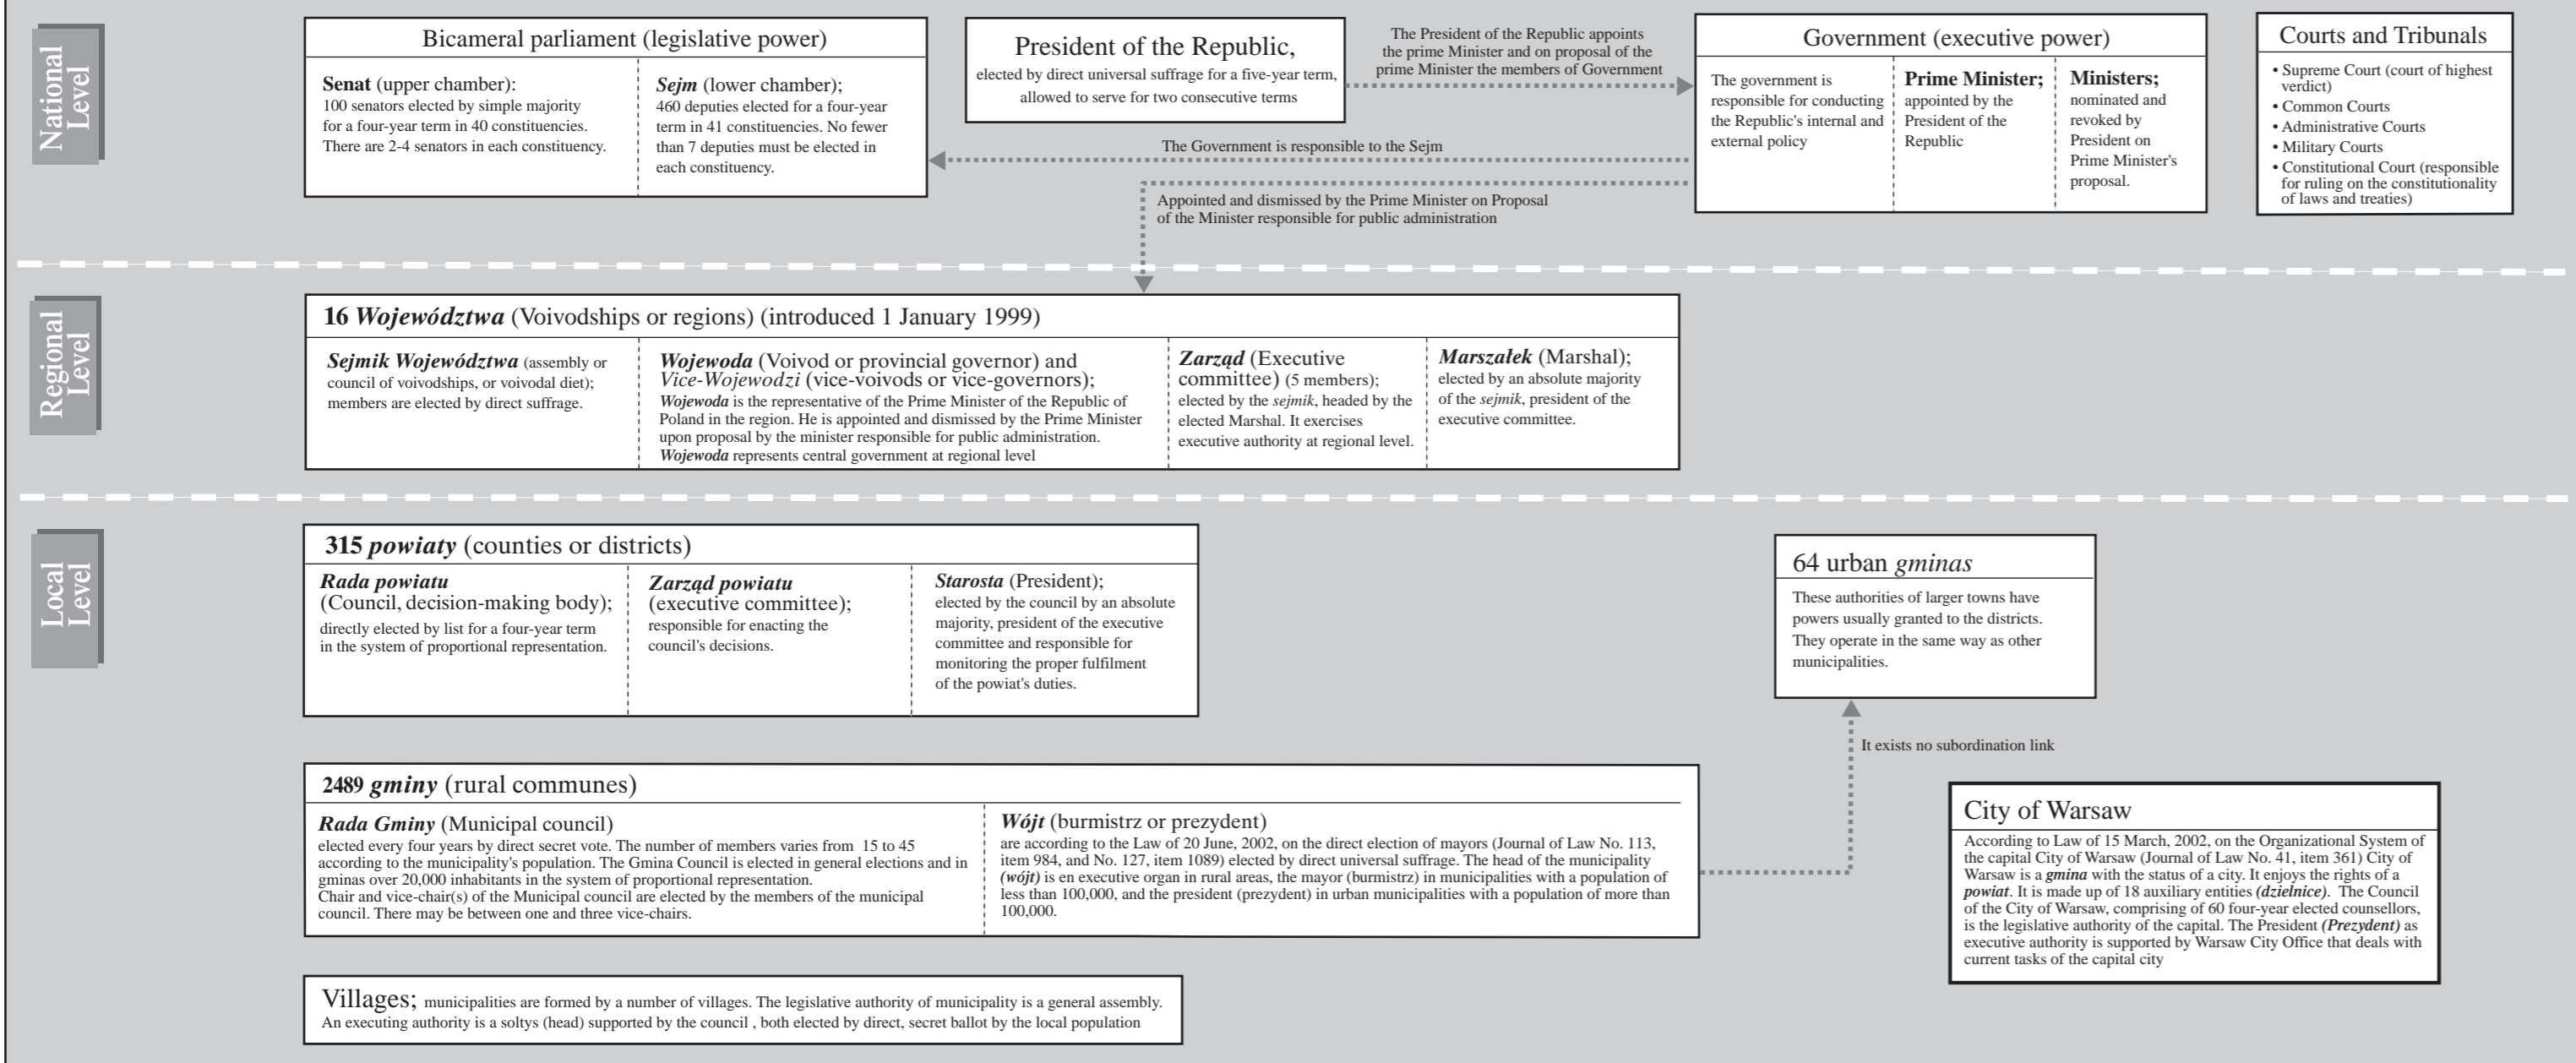 National
Level
Bicameral parliament (legislative power)
Senat (upper chamber):
100 senators elected by simple majority
for a four-year term in 40 constituencies.
There are 2-4 senators in each constituency.
Sejm (lower chamber);
460 deputies elected for a four-year
term in 41 constituencies. No fewer
than 7 deputies must be elected in
each constituency.
President of the Republic,
elected by direct universal suffrage for a five-year term,
allowed to serve for two consecutive terms
The President of the Republic appoints
the prime Minister and on proposal of the
prime Minister the members of Government
Government (executive power)
The government is
responsible for conducting
the Republic's internal and
external policy
Prime Minister;
appointed by the
President of the
Republic
Ministers;
nominated and
revoked by
President on
Prime Minister's
proposal.
Courts and Tribunals
• Supreme Court (court of highest
verdict)
• Common Courts
• Administrative Courts
• Military Courts
• Constitutional Court (responsible
for ruling on the constitutionality
of laws and treaties)
The Government is responsible to the Sejm
Appointed and dismissed by the Prime Minister on Proposal
of the Minister responsible for public administration
Regional
Level
16 Województwa (Voivodships or regions) (introduced 1 January 1999)
Sejmik Województwa (assembly or
council of voivodships, or voivodal diet);
members are elected by direct suffrage.
Wojewoda (Voivod or provincial governor) and
Vice-Wojewodzi (vice-voivods or vice-governors);
Wojewoda is the representative of the Prime Minister of the Republic of
Poland in the region. He is appointed and dismissed by the Prime Minister
upon proposal by the minister responsible for public administration.
Wojewoda represents central government at regional level
Zarząd (Executive
committee) (5 members);
elected by the sejmik, headed by the
elected Marshal. It exercises
executive authority at regional level.
Marszałek (Marshal);
elected by an absolute majority
of the sejmik, president of the
executive committee.
Local
Level
315 powiaty (counties or districts)
Rada powiatu
(Council, decision-making body);
directly elected by list for a four-year term
in the system of proportional representation.
Zarząd powiatu
(executive committee);
responsible for enacting the
council's decisions.
Starosta (President);
elected by the council by an absolute
majority, president of the executive
committee and responsible for
monitoring the proper fulfilment
of the powiat's duties.
64 urban gminas
These authorities of larger towns have
powers usually granted to the districts.
They operate in the same way as other
municipalities.
It exists no subordination link
2489 gminy (rural communes)
Rada Gminy (Municipal council)
elected every four years by direct secret vote. The number of members varies from 15 to 45
according to the municipality's population. The Gmina Council is elected in general elections and in
gminas over 20,000 inhabitants in the system of proportional representation.
Chair and vice-chair(s) of the Municipal council are elected by the members of the municipal
council. There may be between one and three vice-chairs.
Wójt (burmistrz or prezydent)
are according to the Law of 20 June, 2002, on the direct election of mayors (Journal of Law No. 113,
item 984, and No. 127, item 1089) elected by direct universal suffrage. The head of the municipality
(wójt) is en executive organ in rural areas, the mayor (burmistrz) in municipalities with a population of
less than 100,000, and the president (prezydent) in urban municipalities with a population of more than
100,000.
City of Warsaw
According to Law of 15 March, 2002, on the Organizational System of
the capital City of Warsaw (Journal of Law No. 41, item 361) City of
Warsaw is a gmina with the status of a city. It enjoys the rights of a
powiat. It is made up of 18 auxiliary entities (dzielnice). The Council
of the City of Warsaw, comprising of 60 four-year elected counsellors,
is the legislative authority of the capital. The President (Prezydent) as
executive authority is supported by Warsaw City Office that deals with
current tasks of the capital city
Villages; municipalities are formed by a number of villages. The legislative authority of municipality is a general assembly.
An executing authority is a soltys (head) supported by the council , both elected by direct, secret ballot by the local population